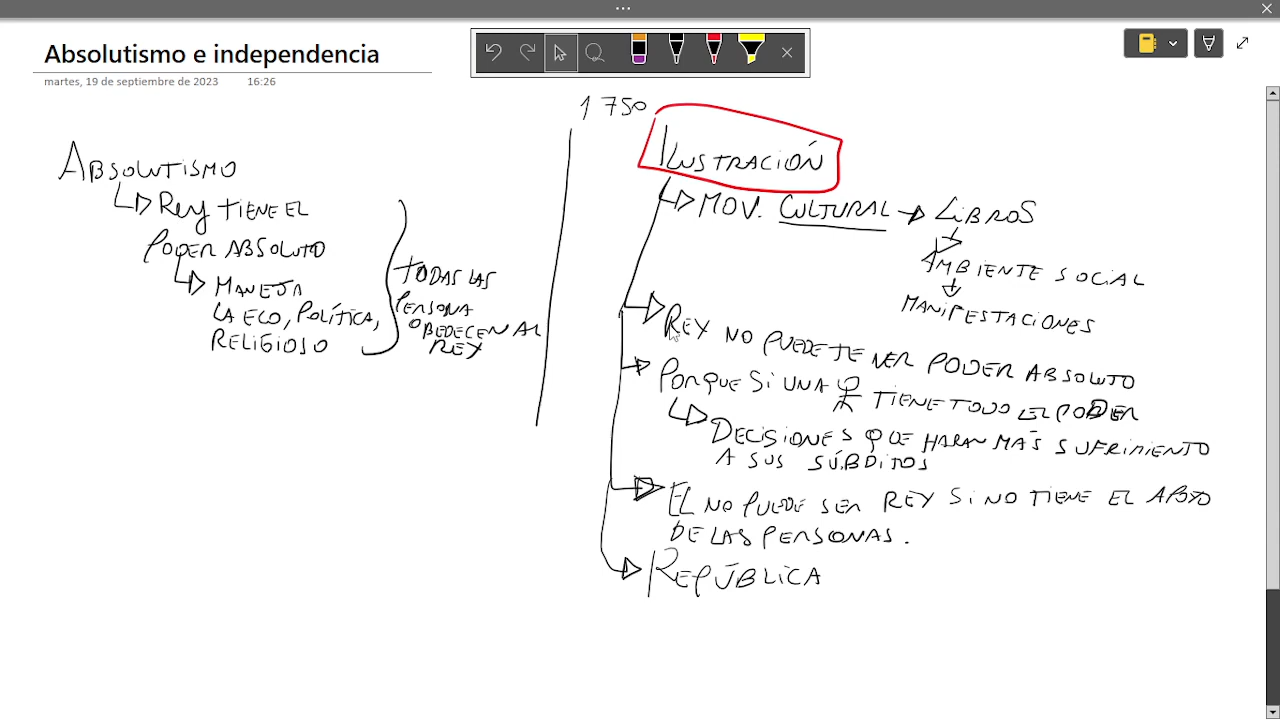 Absolutismo e independencia
martes, 19 de septiembre de 2023 16:26
ABSOLUTISMO
Rey TIENE EL
PODER ABSOLUTO
MANEJA
LA ECO, POLÍTICA,
RELIGIOSO
TODAS LAS
PERSONA
OBEDECEN AL
REY
1750
ILUSTRACIÓN
MOV. CULTURAL → LIBROS
AMBIENTE SOCIAL
MANIFESTACIONES
REY NO PUEDE TENER PODER ABSOLUTO
PORQUE SI UNA TIENE TODO EL PODER
DECISIONES QUE HARAN MÁS SUFRIMIENTO
A SUS SÚBDITOS
EL NO PUEDE SER REY SI NO TIENE EL APOYO
DE LAS PERSONAS.
REPÚBLICA